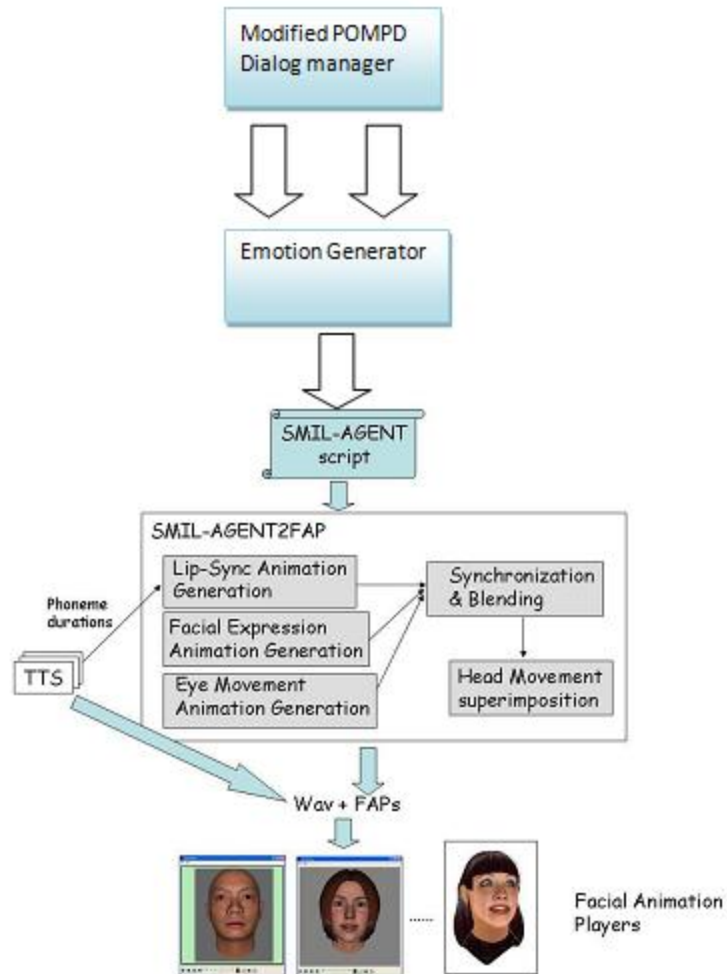 Modified POMPD
Dialog manager
Emotion Generator
SMIL-AGENT
script
SMIL-AGENT2FAP
Lip-Sync Animation
Generation
Synchronization
& Blending
Phoneme
durations
Facial Expression
Animation Generation
TTS
Eye Movement
Animation Generation
Head Movement
superimposition
Wav + FAPs
......
Facial Animation
Players